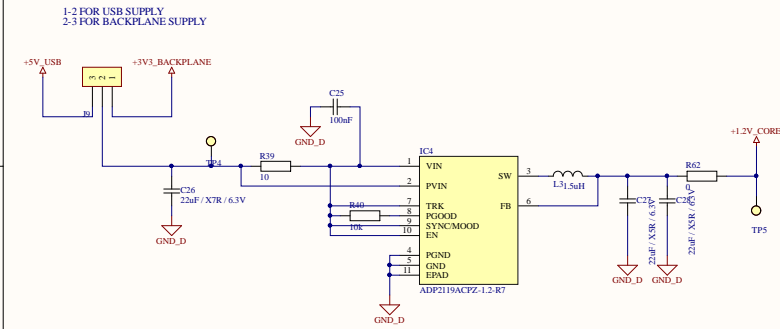 1-2 FOR USB SUPPLY
2-3 FOR BACKPLANE SUPPLY
+5V_USB
+3V3_BACKPLANE
3 2 1
J9
C25
100nF
GND_D
+1.2V_CORE
IC4
TP4
R39
10
1 VIN
2 PVIN
7 TRK
8 PGOOD
9 SYNC/MOOD
10 EN
4 PGND
5 GND
11 EPAD
SW 3
FB 6
ADP2119ACPZ-1.2-R7
R40
10k
C26
22uF / X7R / 6.3V
GND_D
GND_D
L3
1.5uH
R62
0
C27
22uF / X5R / 6.3V
C28
22uF / X5R / 6.3V
GND_D
GND_D
TP5